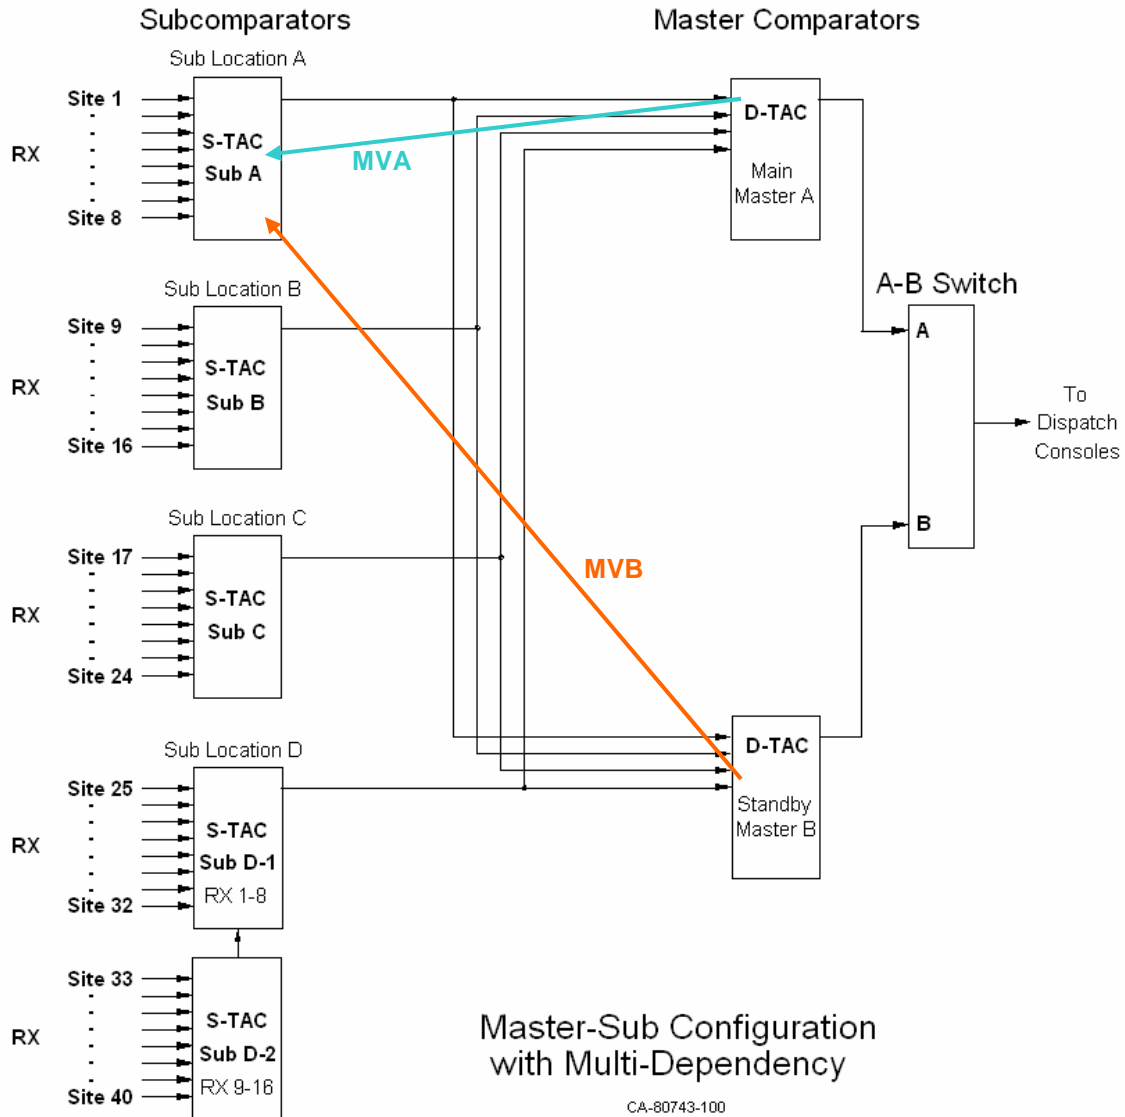 Subcomparators
Master Comparators
Sub Location A
Site 1
RX
Site 8
S-TAC
Sub A
MVA
D-TAC
Main
Master A
Sub Location B
Site 9
RX
Site 16
S-TAC
Sub B
A-B Switch
A
B
To
Dispatch
Consoles
Sub Location C
Site 17
RX
Site 24
S-TAC
Sub C
MVB
D-TAC
Standby
Master B
Sub Location D
Site 25
RX
Site 32
S-TAC
Sub D-1
RX 1-8
Site 33
RX
Site 40
S-TAC
Sub D-2
RX 9-16
Master-Sub Configuration
with Multi-Dependency
CA-80743-100